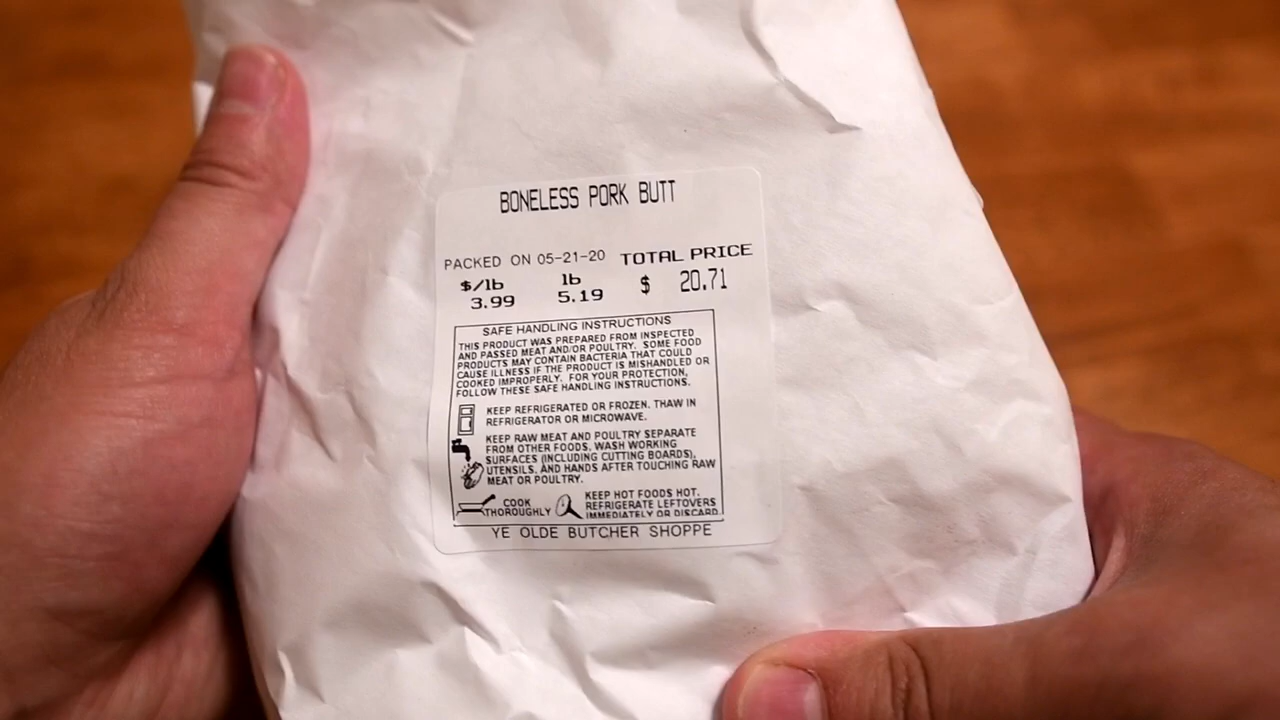 BONELESS PORK BUTT
PACKED ON 05-21-20 TOTAL PRICE
$/lb lb $ 20.71
3.99 5.19
SAFE HANDLING INSTRUCTIONS
THIS PRODUCT WAS PREPARED FROM INSPECTED
AND PASSED MEAT AND/OR POULTRY. SOME FOOD
PRODUCTS MAY CONTAIN BACTERIA THAT COULD
CAUSE ILLNESS IF THE PRODUCT IS MISHANDLED OR
COOKED IMPROPERLY. FOR YOUR PROTECTION,
FOLLOW THESE SAFE HANDLING INSTRUCTIONS.
KEEP REFRIGERATED OR FROZEN. THAW IN
REFRIGERATOR OR MICROWAVE.
KEEP RAW MEAT AND POULTRY SEPARATE
FROM OTHER FOODS. WASH WORKING
SURFACES (INCLUDING CUTTING BOARDS),
UTENSILS, AND HANDS AFTER TOUCHING RAW
MEAT OR POULTRY.
COOK
THOROUGHLY
KEEP HOT FOODS HOT.
REFRIGERATE LEFTOVERS
IMMEDIATELY OR DISCARD
YE OLDE BUTCHER SHOPPE